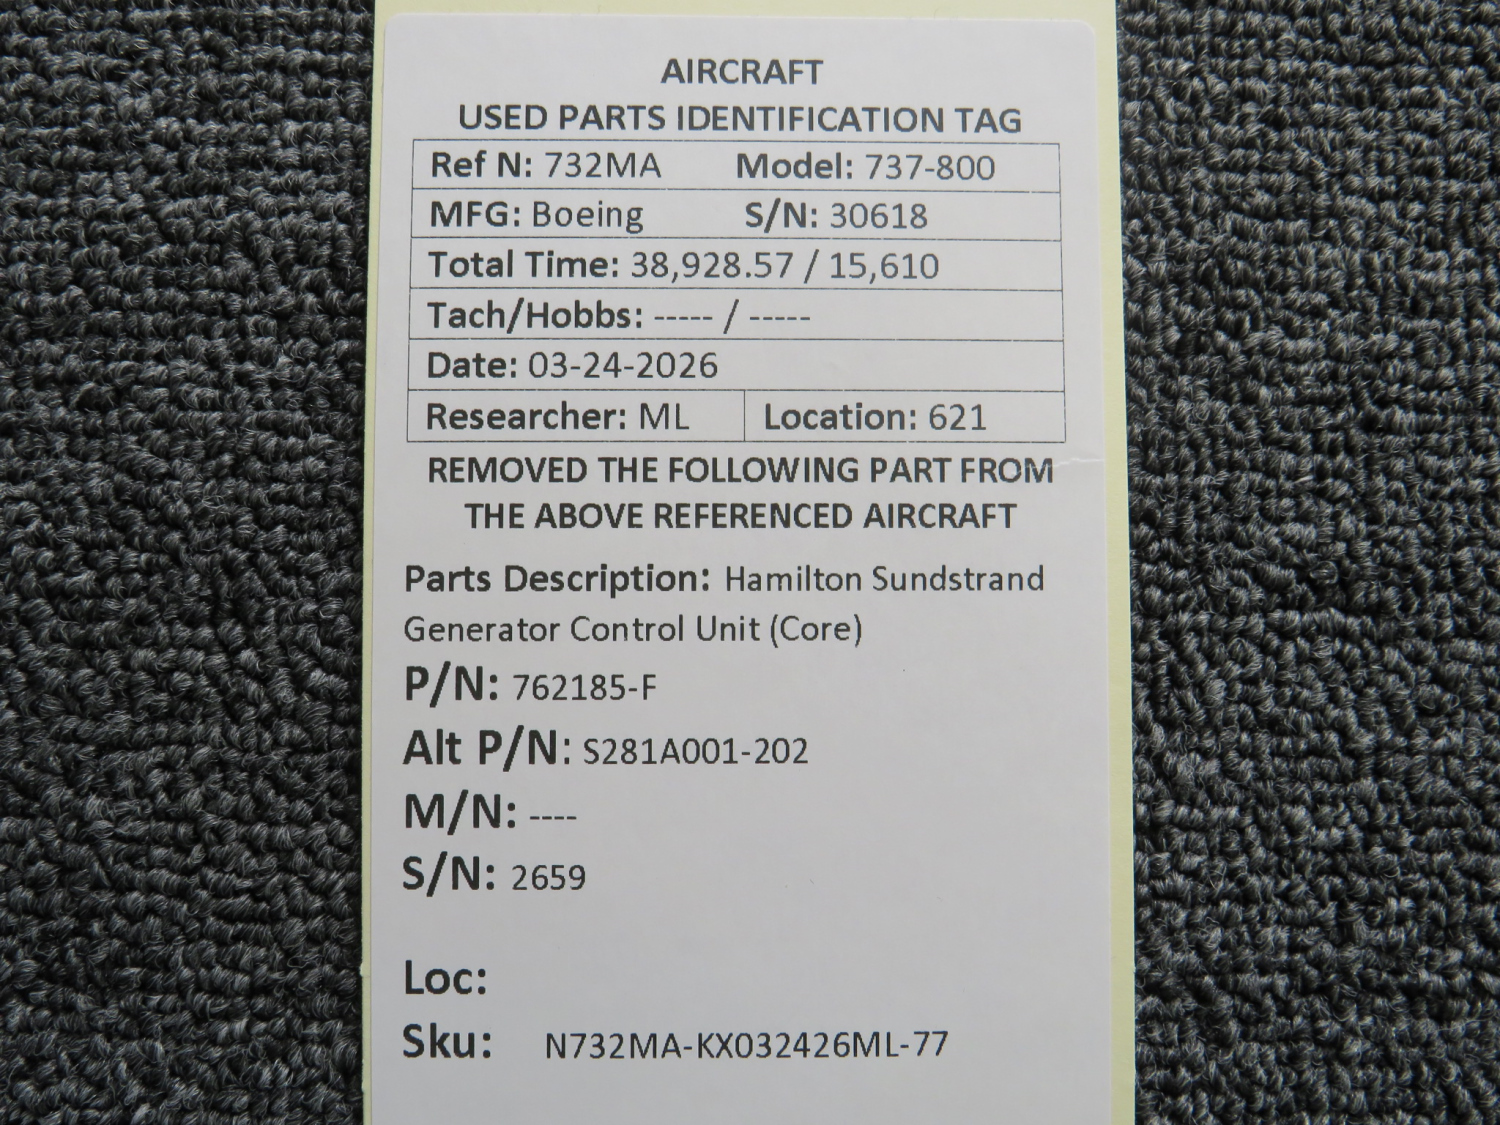 AIRCRAFT
USED PARTS IDENTIFICATION TAG
Ref N: 732MA Model: 737-800
MFG: Boeing S/N: 30618
Total Time: 38,928.57 / 15,610
Tach/Hobbs: ----- / -----
Date: 03-24-2026
Researcher: ML Location: 621
REMOVED THE FOLLOWING PART FROM
THE ABOVE REFERENCED AIRCRAFT
Parts Description: Hamilton Sundstrand
Generator Control Unit (Core)
P/N: 762185-F
Alt P/N: S281A001-202
M/N: ----
S/N: 2659
Loc:
Sku: N732MA-KX032426ML-77